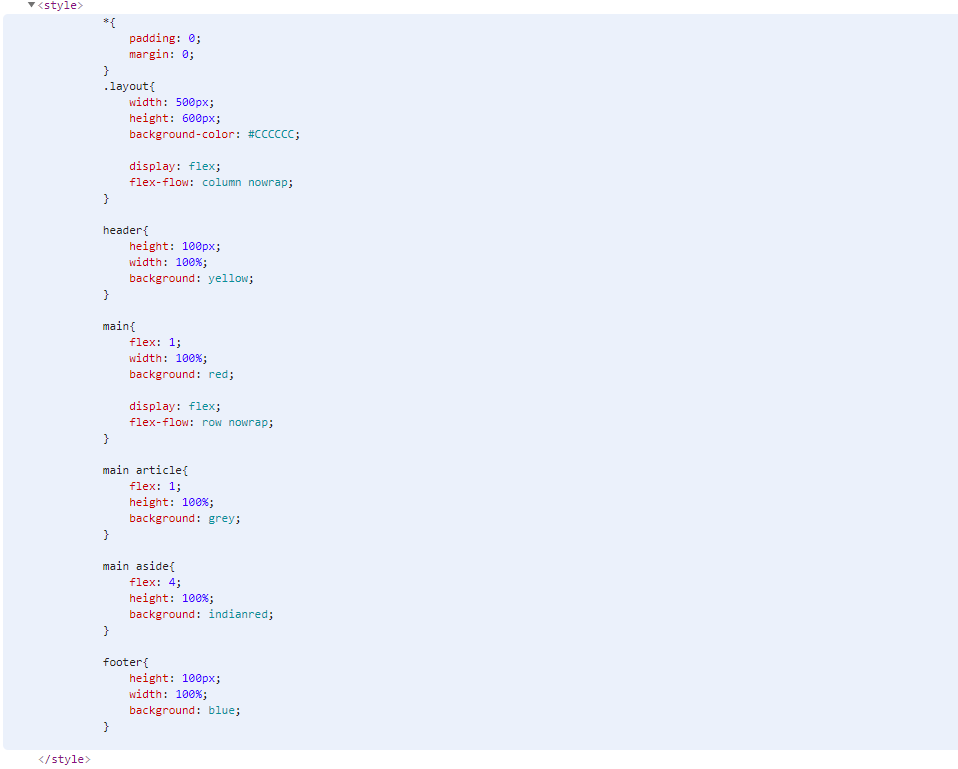 ▼<style>
*{
padding: 0;
margin: 0;
}
.layout{
width: 500px;
height: 600px;
background-color: #CCCCCC;
display: flex;
flex-flow: column nowrap;
}
header{
height: 100px;
width: 100%;
background: yellow;
}
main{
flex: 1;
width: 100%;
background: red;
display: flex;
flex-flow: row nowrap;
}
main article{
flex: 1;
height: 100%;
background: grey;
}
main aside{
flex: 4;
height: 100%;
background: indianred;
}
footer{
height: 100px;
width: 100%;
background: blue;
}
</style>